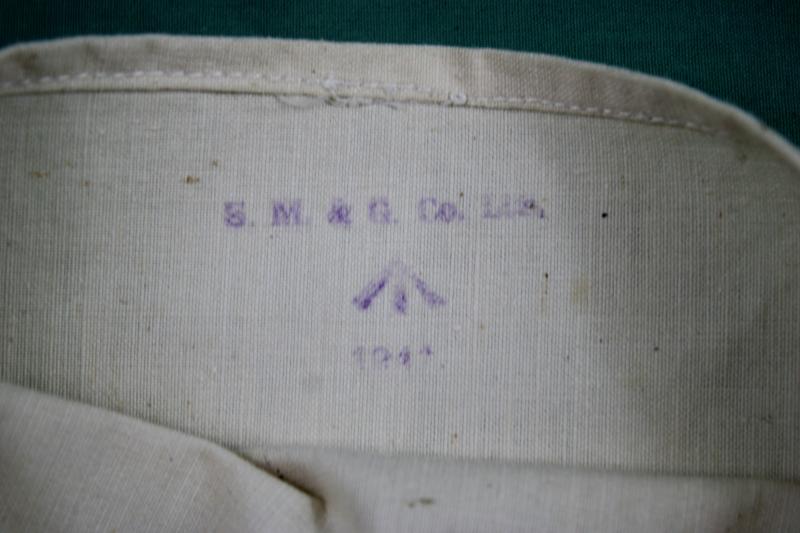 S. M. & G. Co. Ltd.